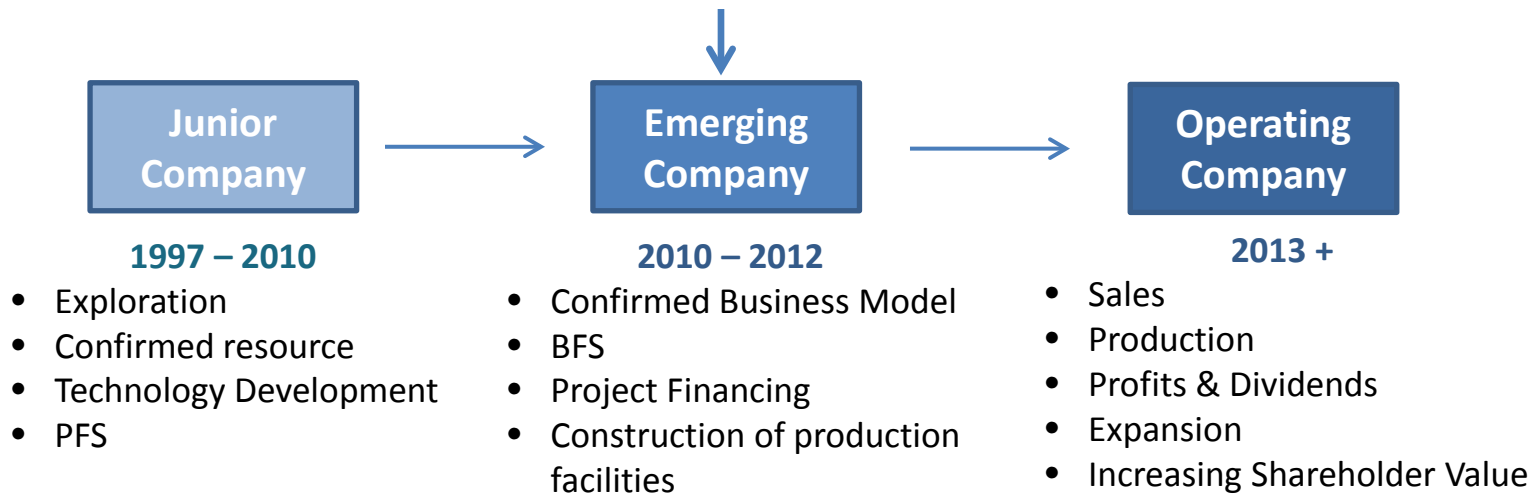 Junior
Company
1997 – 2010
• Exploration
• Confirmed resource
• Technology Development
• PFS
Emerging
Company
2010 – 2012
• Confirmed Business Model
• BFS
• Project Financing
• Construction of production
facilities
Operating
Company
2013 +
• Sales
• Production
• Profits & Dividends
• Expansion
• Increasing Shareholder Value